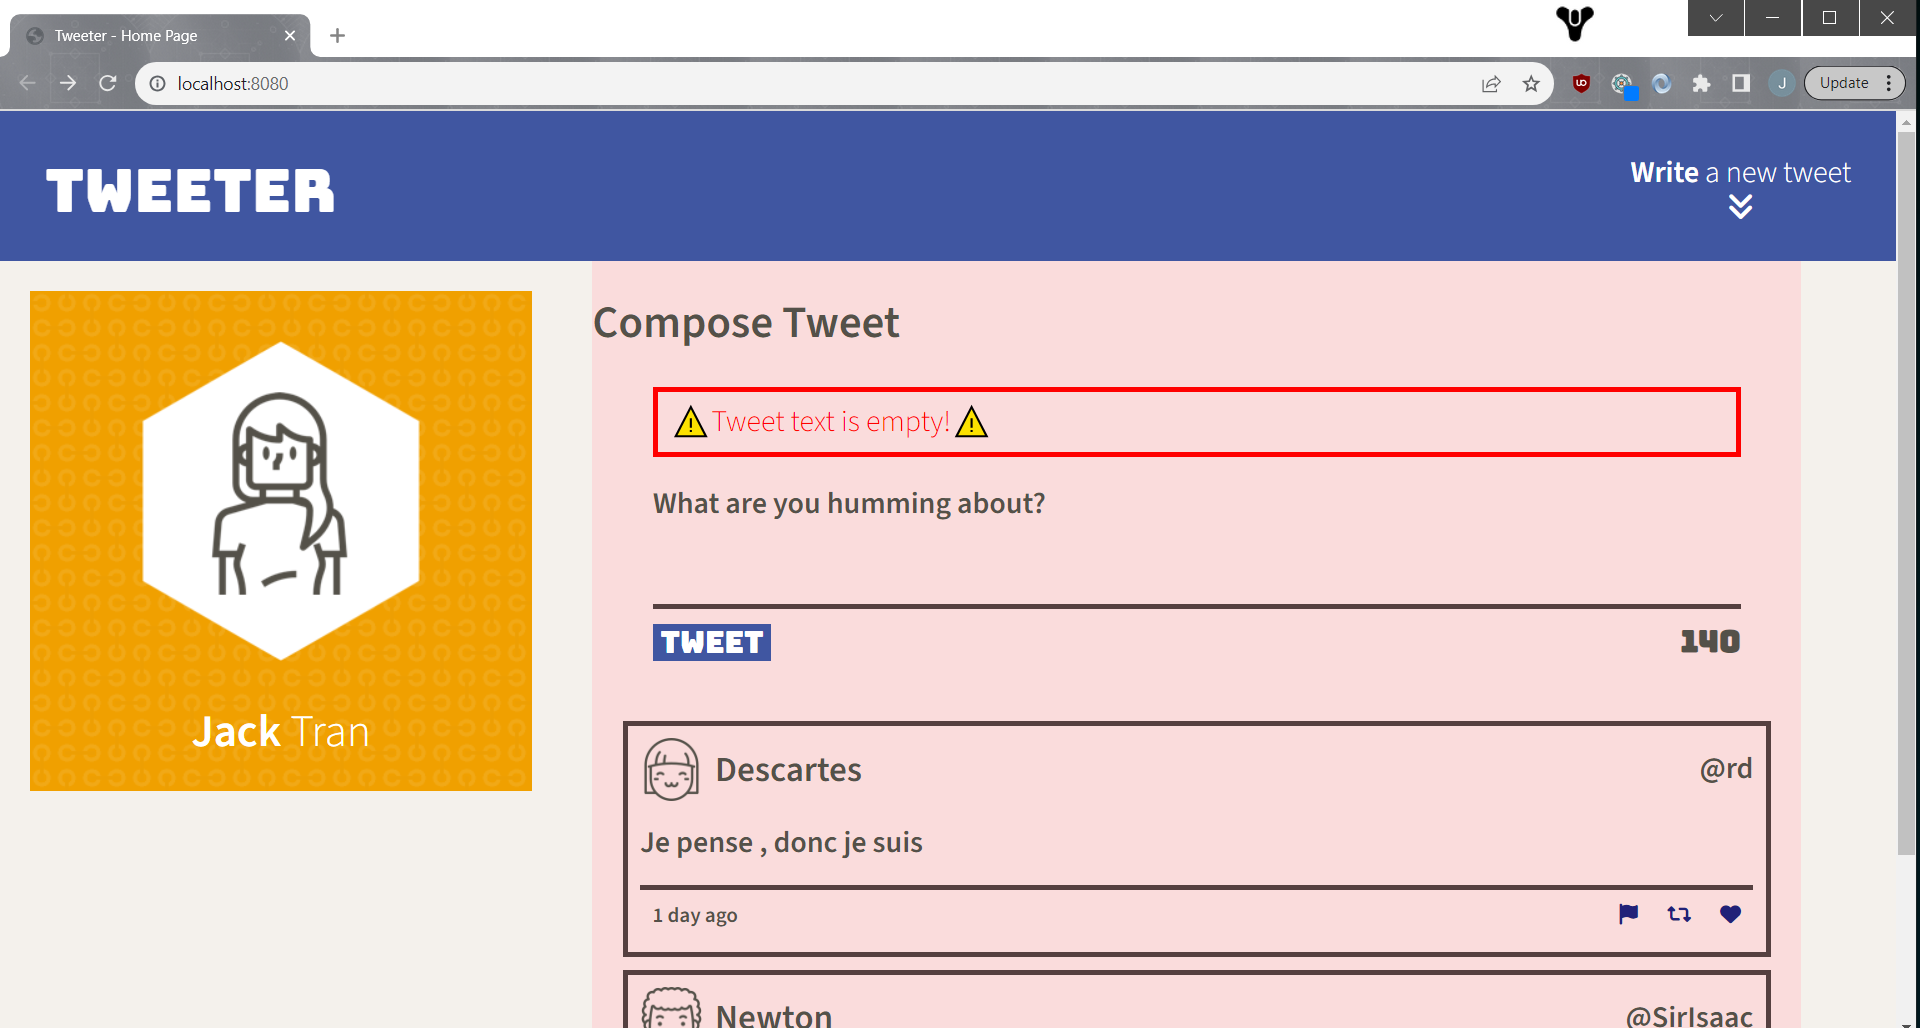 Tweeter - Home Page
localhost:8080
J
Update
TWEETER
Write a new tweet
Compose Tweet
Tweet text is empty!
What are you humming about?
TWEET
140
Jack Tran
Descartes
@rd
Je pense , donc je suis
1 day ago
Newton
@SirIsaac